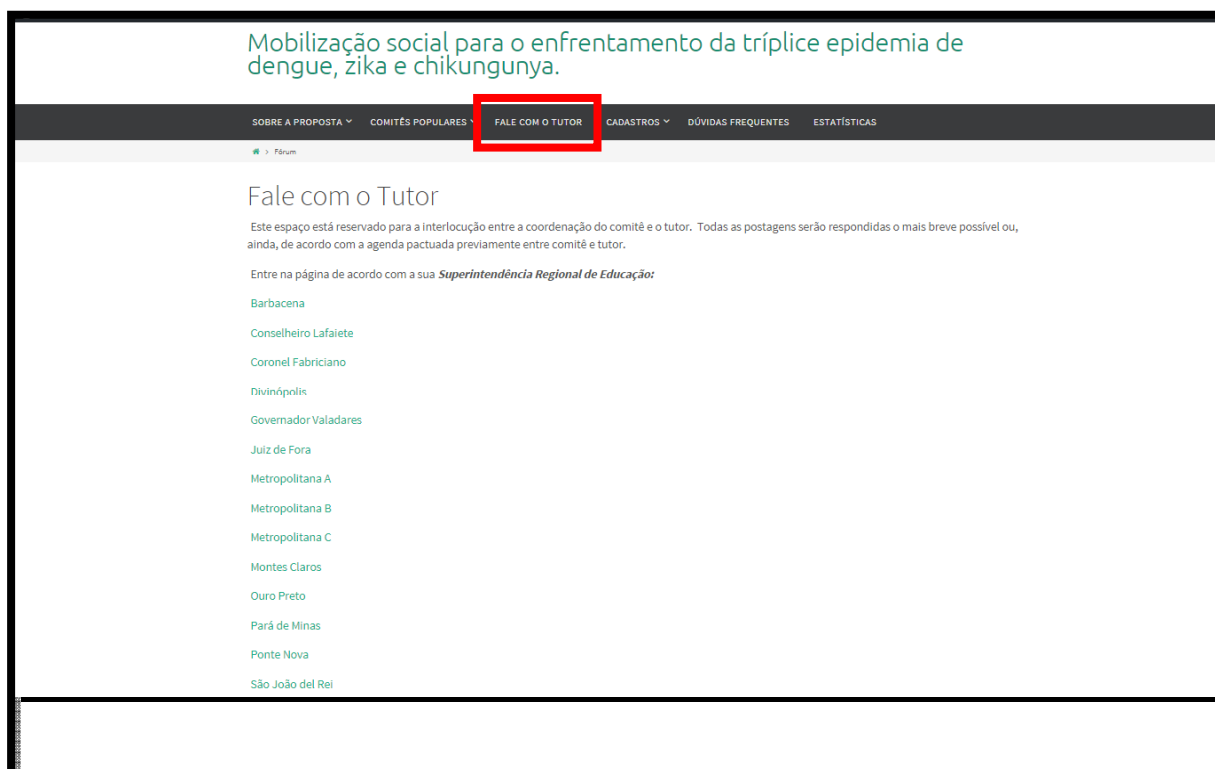 Mobilização social para o enfrentamento da tríplice epidemia de
dengue, zika e chikungunya.
SOBRE A PROPOSTA COMITÊS POPULARES FALE COM O TUTOR CADASTROS DÚVIDAS FREQUENTES ESTATÍSTICAS
> Fórum
Fale com o Tutor
Este espaço está reservado para a interlocução entre a coordenação do comitê e o tutor. Todas as postagens serão respondidas o mais breve possível ou,
ainda, de acordo com a agenda pactuada previamente entre comitê e tutor.
Entre na página de acordo com a sua Superintendência Regional de Educação:
Barbacena
Conselheiro Lafaiete
Coronel Fabriciano
Divinópolis
Governador Valadares
Juiz de Fora
Metropolitana A
Metropolitana B
Metropolitana C
Montes Claros
Ouro Preto
Pará de Minas
Ponte Nova
São João del Rei